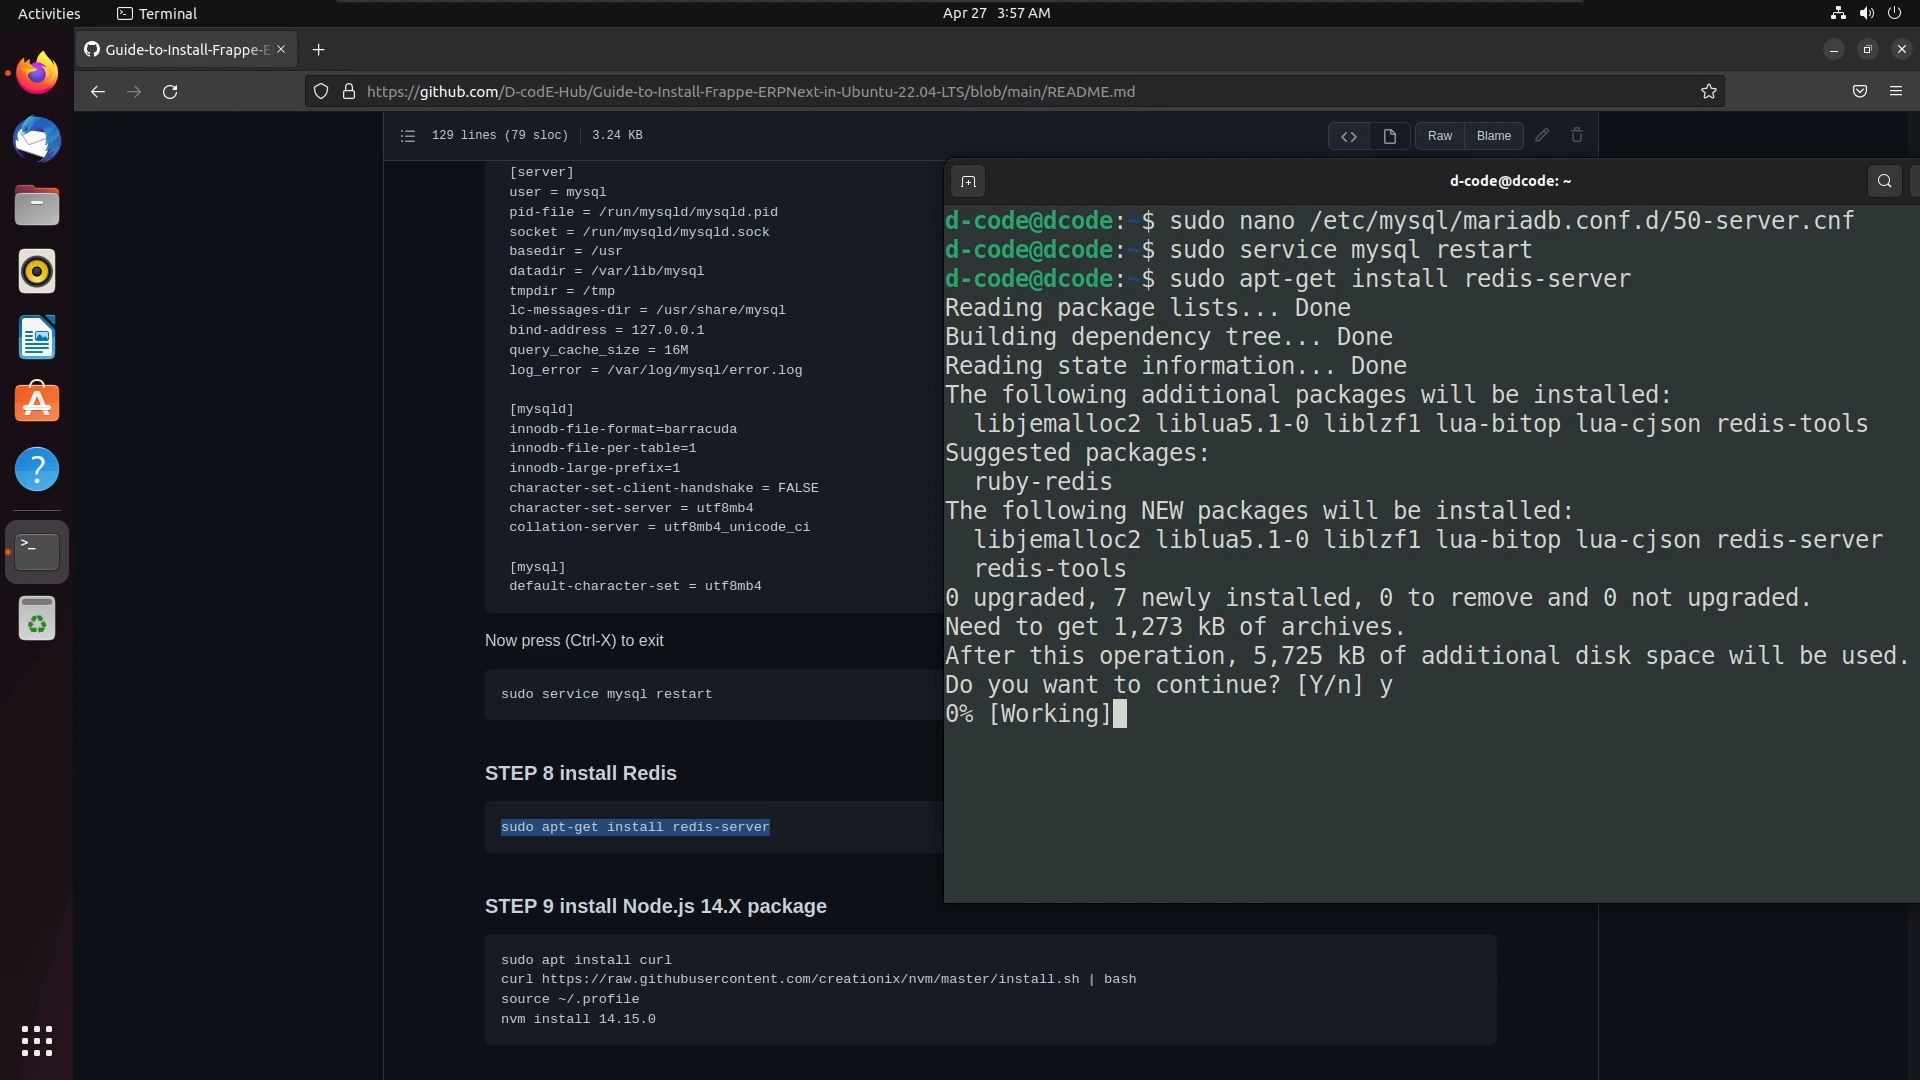 Activities
Terminal
Apr 27 3:57 AM
Guide-to-Install-Frappe-E
https://github.com/D-codE-Hub/Guide-to-Install-Frappe-ERPNext-in-Ubuntu-22.04-LTS/blob/main/README.md
129 lines (79 sloc) 3.24 KB
Raw
Blame
[server]
user = mysql
pid-file = /run/mysqld/mysqld.pid
socket = /run/mysqld/mysqld.sock
basedir = /usr
datadir = /var/lib/mysql
tmpdir = /tmp
lc-messages-dir = /usr/share/mysql
bind-address = 127.0.0.1
query_cache_size = 16M
log_error = /var/log/mysql/error.log
[mysqld]
innodb-file-format=barracuda
innodb-file-per-table=1
innodb-large-prefix=1
character-set-client-handshake = FALSE
character-set-server = utf8mb4
collation-server = utf8mb4_unicode_ci
[mysql]
default-character-set = utf8mb4
Now press (Ctrl-X) to exit
sudo service mysql restart
STEP 8 install Redis
sudo apt-get install redis-server
STEP 9 install Node.js 14.X package
sudo apt install curl
curl https://raw.githubusercontent.com/creationix/nvm/master/install.sh | bash
source ~/.profile
nvm install 14.15.0
d-code@dcode: ~
d-code@dcode:~$ sudo nano /etc/mysql/mariadb.conf.d/50-server.cnf
d-code@dcode:~$ sudo service mysql restart
d-code@dcode:~$ sudo apt-get install redis-server
Reading package lists... Done
Building dependency tree... Done
Reading state information... Done
The following additional packages will be installed:
libjemalloc2 liblua5.1-0 liblzf1 lua-bitop lua-cjson redis-tools
Suggested packages:
ruby-redis
The following NEW packages will be installed:
libjemalloc2 liblua5.1-0 liblzf1 lua-bitop lua-cjson redis-server
redis-tools
0 upgraded, 7 newly installed, 0 to remove and 0 not upgraded.
Need to get 1,273 kB of archives.
After this operation, 5,725 kB of additional disk space will be used.
Do you want to continue? [Y/n] y
0% [Working]